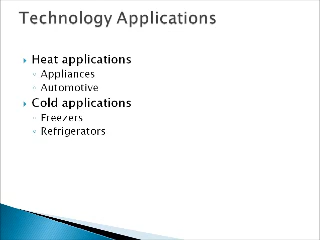 Technology Applications
Heat applications
Appliances
Automotive
Cold applications
Freezers
Refrigerators